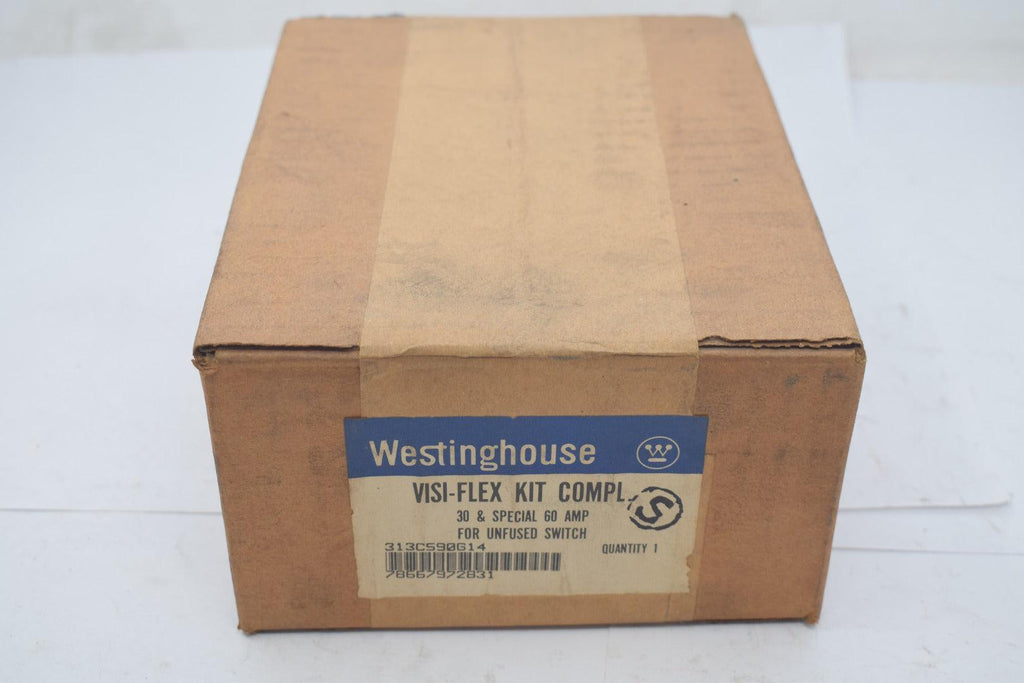 Westinghouse
W
VISI-FLEX KIT COMPL.
S
30 & SPECIAL 60 AMP
FOR UNFUSED SWITCH
313C590G14
QUANTITY 1
78667972831